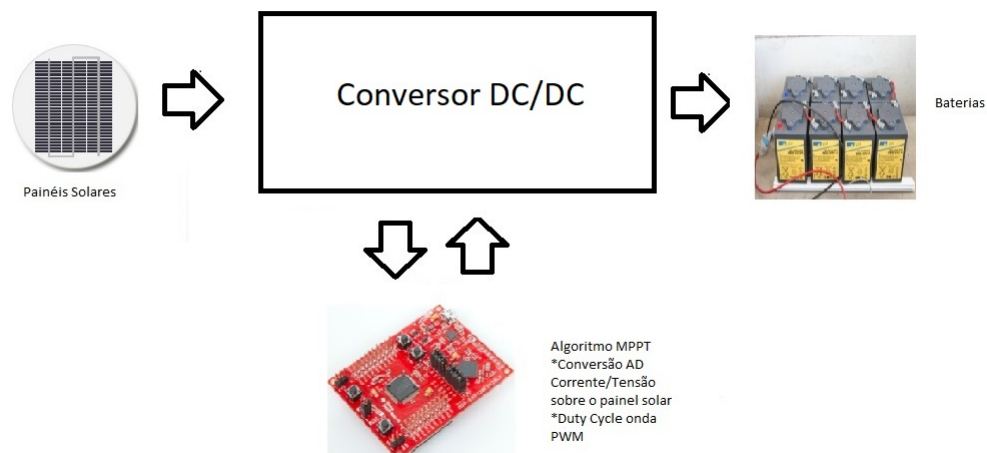 Conversor DC/DC
Painéis Solares
Baterias
Algoritmo MPPT
*Conversão AD
Corrente/Tensão
sobre o painel solar
*Duty Cycle onda
PWM